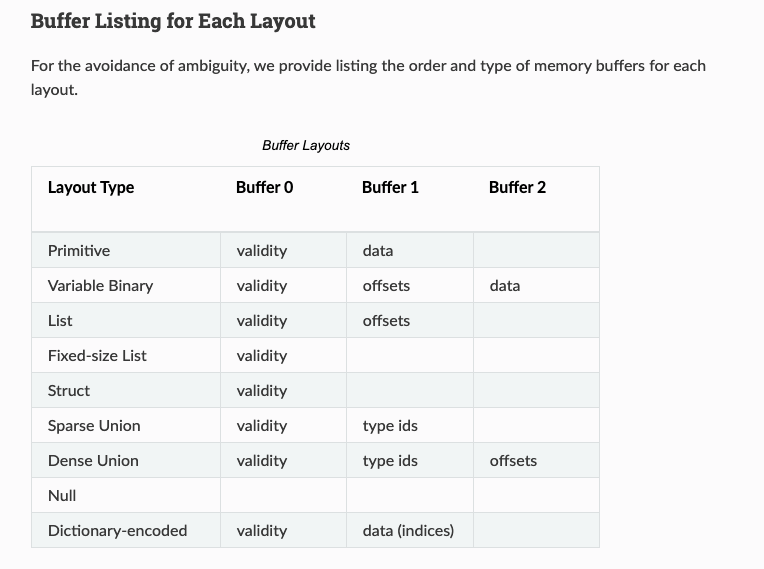 Buffer Listing for Each Layout
For the avoidance of ambiguity, we provide listing the order and type of memory buffers for each
layout.
Buffer Layouts
Layout Type Buffer 0 Buffer 1 Buffer 2
Primitive validity data
Variable Binary validity offsets data
List validity offsets
Fixed-size List validity
Struct validity
Sparse Union validity type ids
Dense Union validity type ids offsets
Null
Dictionary-encoded validity data (indices)